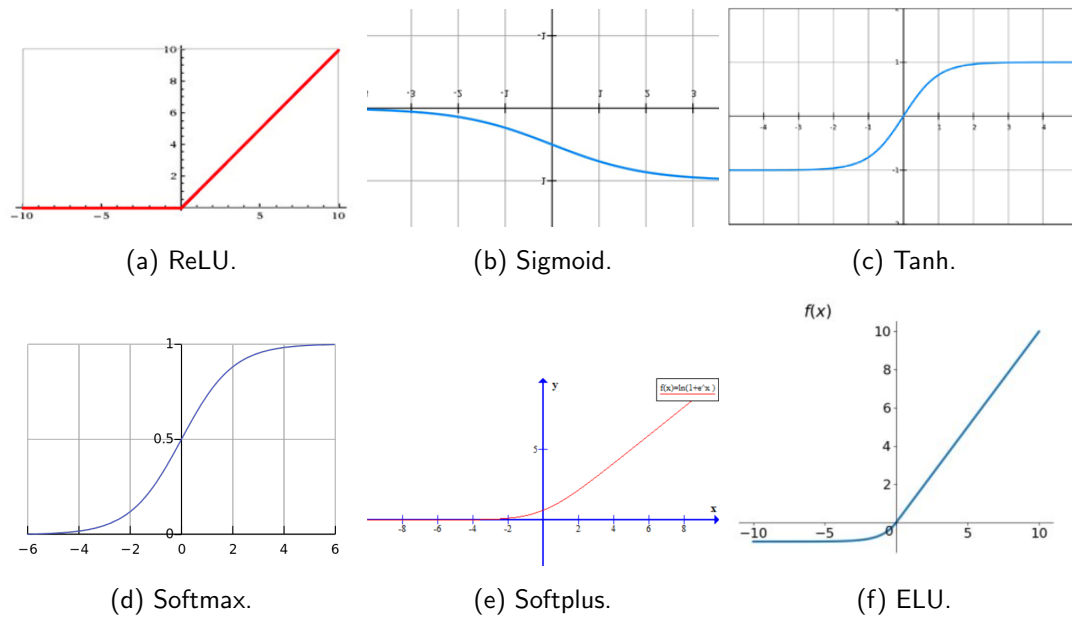 10
8
6
4
2
-10 -5 5 10
(a) ReLU.
-1
-3 -2 -1 1 2 3
1
(b) Sigmoid.
1
-4 -3 -2 -1 1 2 3 4
-1
(c) Tanh.
1
0.5
0
−6 −4 −2 0 2 4 6
(d) Softmax.
y
f(x)=ln(1+e^x )
5
x
-8 -6 -4 -2 2 4 6 8
(e) Softplus.
f(x)
10
8
6
4
2
0
−10 −5 5 10
(f) ELU.